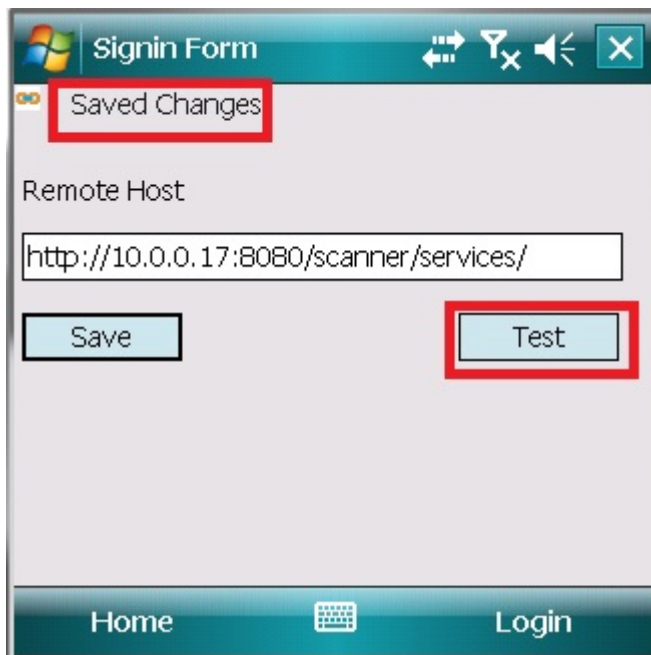 Signin Form
Saved Changes
Remote Host
http://10.0.0.17:8080/scanner/services/
Save Test
Home Login